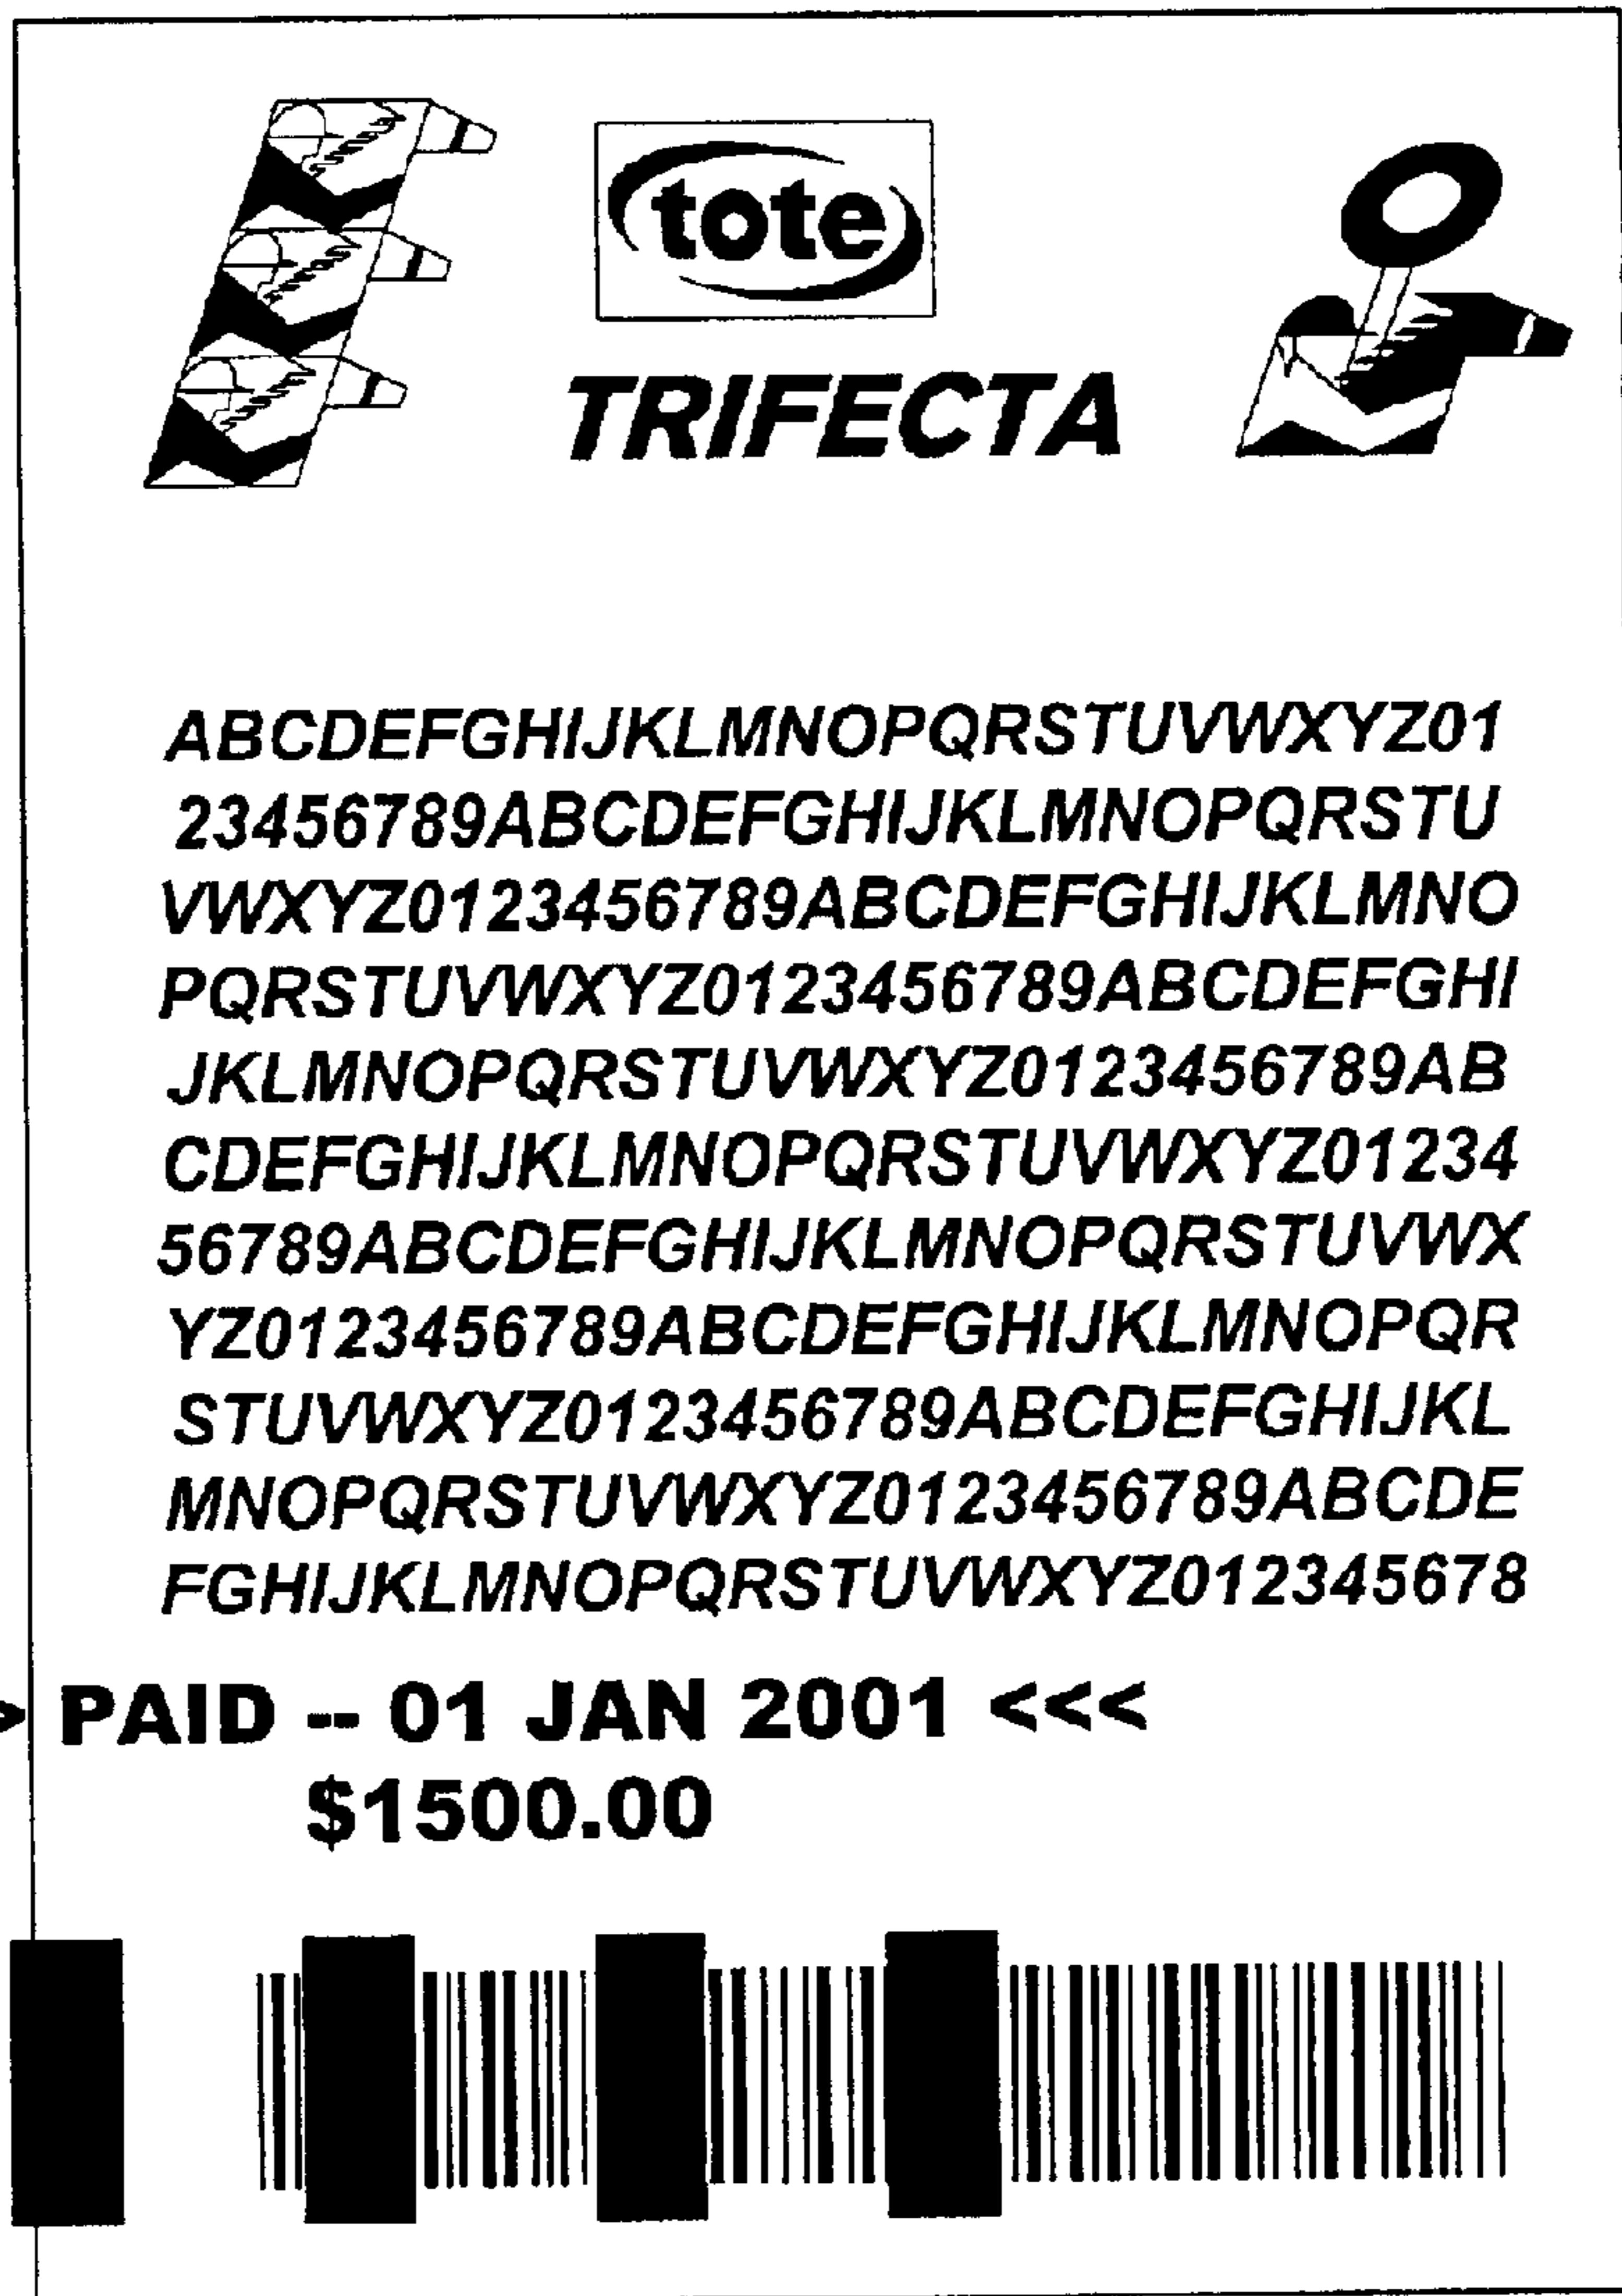 tote
TRIFECTA
ABCDEFGHIJKLMNOPQRSTUVWXYZ01
23456789ABCDEFGHIJKLMNOPQRSTU
VWXYZ0123456789ABCDEFGHIJKLMNO
PQRSTUVWXYZ0123456789ABCDEFGHI
JKLMNOPQRSTUVWXYZ0123456789AB
CDEFGHIJKLMNOPQRSTUVWXYZ01234
56789ABCDEFGHIJKLMNOPQRSTUVWX
YZ0123456789ABCDEFGHIJKLMNOPQR
STUVWXYZ0123456789ABCDEFGHIJKL
MNOPQRSTUVWXYZ0123456789ABCDE
FGHIJKLMNOPQRSTUVWXYZ012345678
> PAID -- 01 JAN 2001 <<<
$1500.00